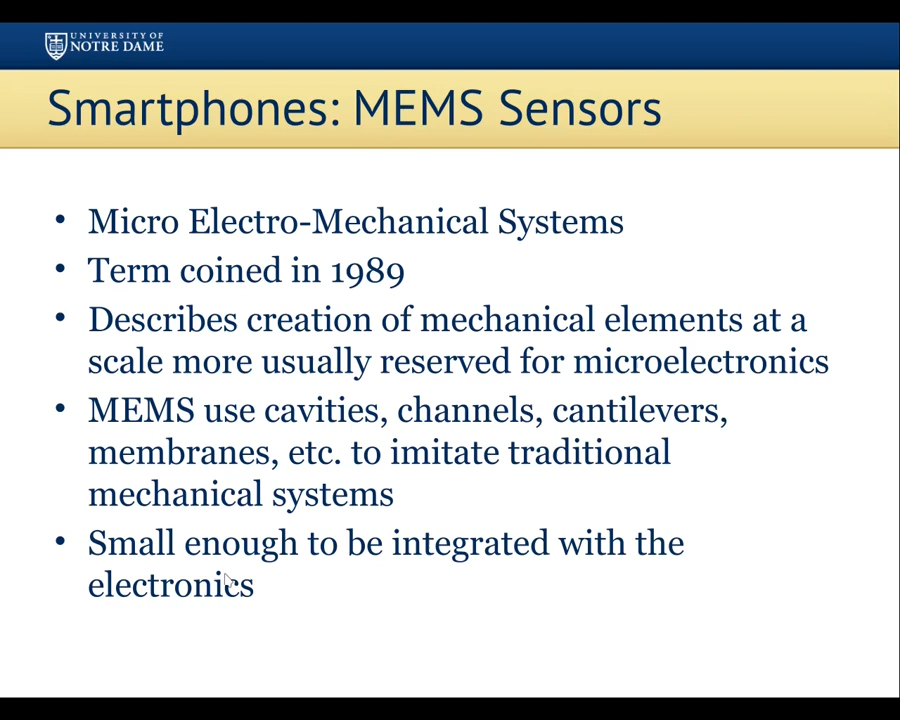 UNIVERSITY OF
NOTRE DAME
Smartphones: MEMS Sensors
• Micro Electro-Mechanical Systems
• Term coined in 1989
• Describes creation of mechanical elements at a
scale more usually reserved for microelectronics
• MEMS use cavities, channels, cantilevers,
membranes, etc. to imitate traditional
mechanical systems
• Small enough to be integrated with the
electronics